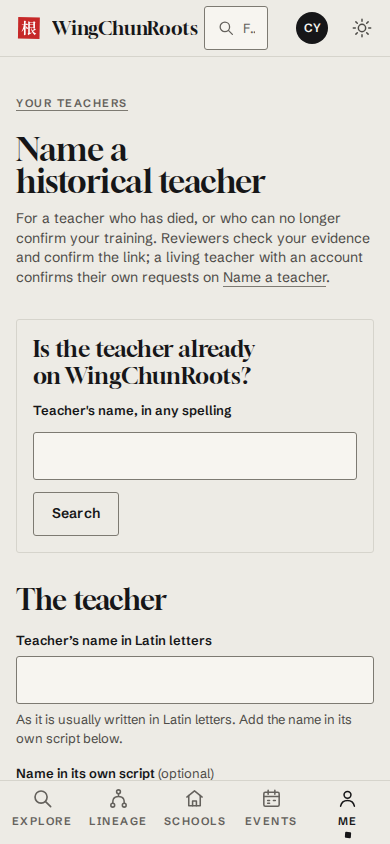 根 WingChunRoots F.. CY
YOUR TEACHERS
Name a
historical teacher
For a teacher who has died, or who can no longer
confirm your training. Reviewers check your evidence
and confirm the link; a living teacher with an account
confirms their own requests on Name a teacher.
Is the teacher already
on WingChunRoots?
Teacher's name, in any spelling
Search
The teacher
Teacher’s name in Latin letters
As it is usually written in Latin letters. Add the name in its
own script below.
Name in its own script (optional)
EXPLORE LINEAGE SCHOOLS EVENTS ME